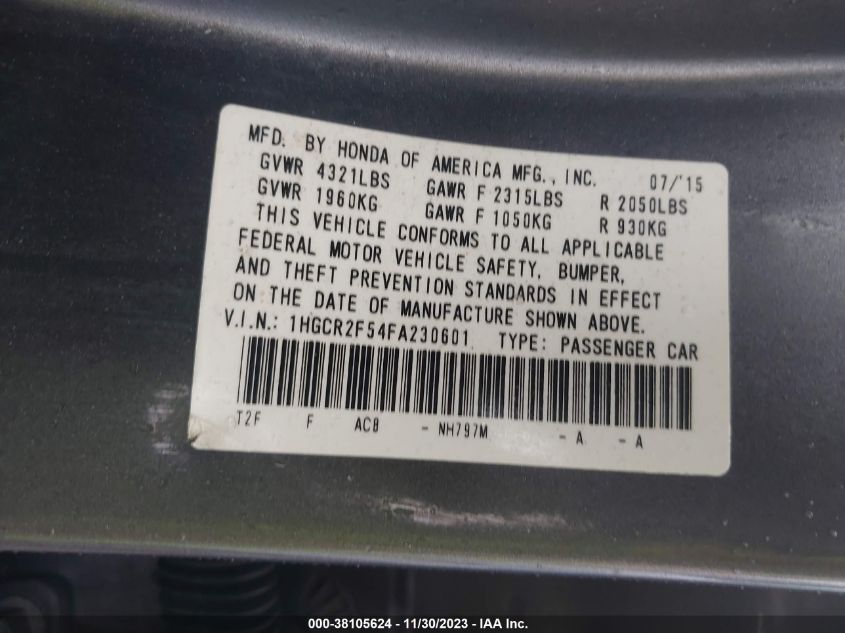 MFD. BY HONDA OF AMERICA MFG., INC. 07/'15
GVWR 4321LBS GAWR F 2315LBS R 2050LBS
GVWR 1960KG GAWR F 1050KG R 930KG
THIS VEHICLE CONFORMS TO ALL APPLICABLE
FEDERAL MOTOR VEHICLE SAFETY, BUMPER,
AND THEFT PREVENTION STANDARDS IN EFFECT
ON THE DATE OF MANUFACTURE SHOWN ABOVE.
V.I.N.: 1HGCR2F54FA230601 TYPE: PASSENGER CAR
T2F F AC8 - NH797M - A - A
000-38105624 - 11/30/2023 - IAA Inc.